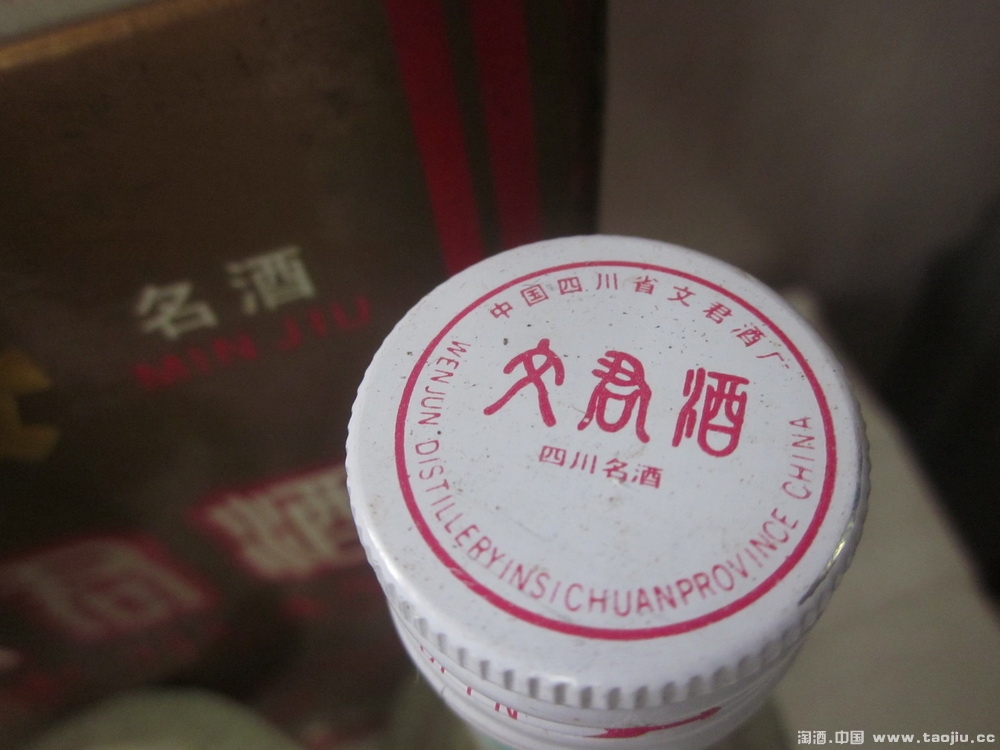 名酒
MIN JIU
中国四川省文君酒厂
文君酒
四川名酒
WENJUN·DISTILLERYINSICHUANPROVINCE CHINA
淘酒.中国 www.taojiu.cc